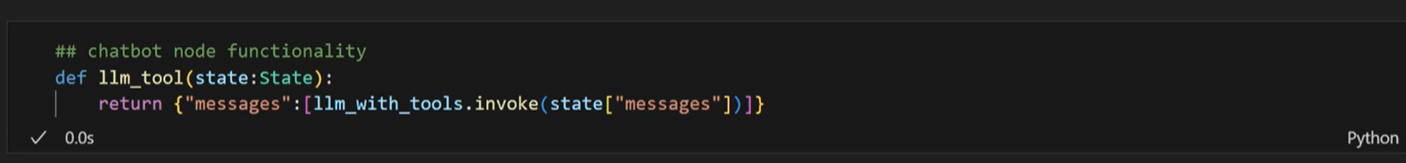 ## chatbot node functionality
def llm_tool(state:State):
    return {"messages":[llm_with_tools.invoke(state["messages"])]}
✓ 0.0s
Python